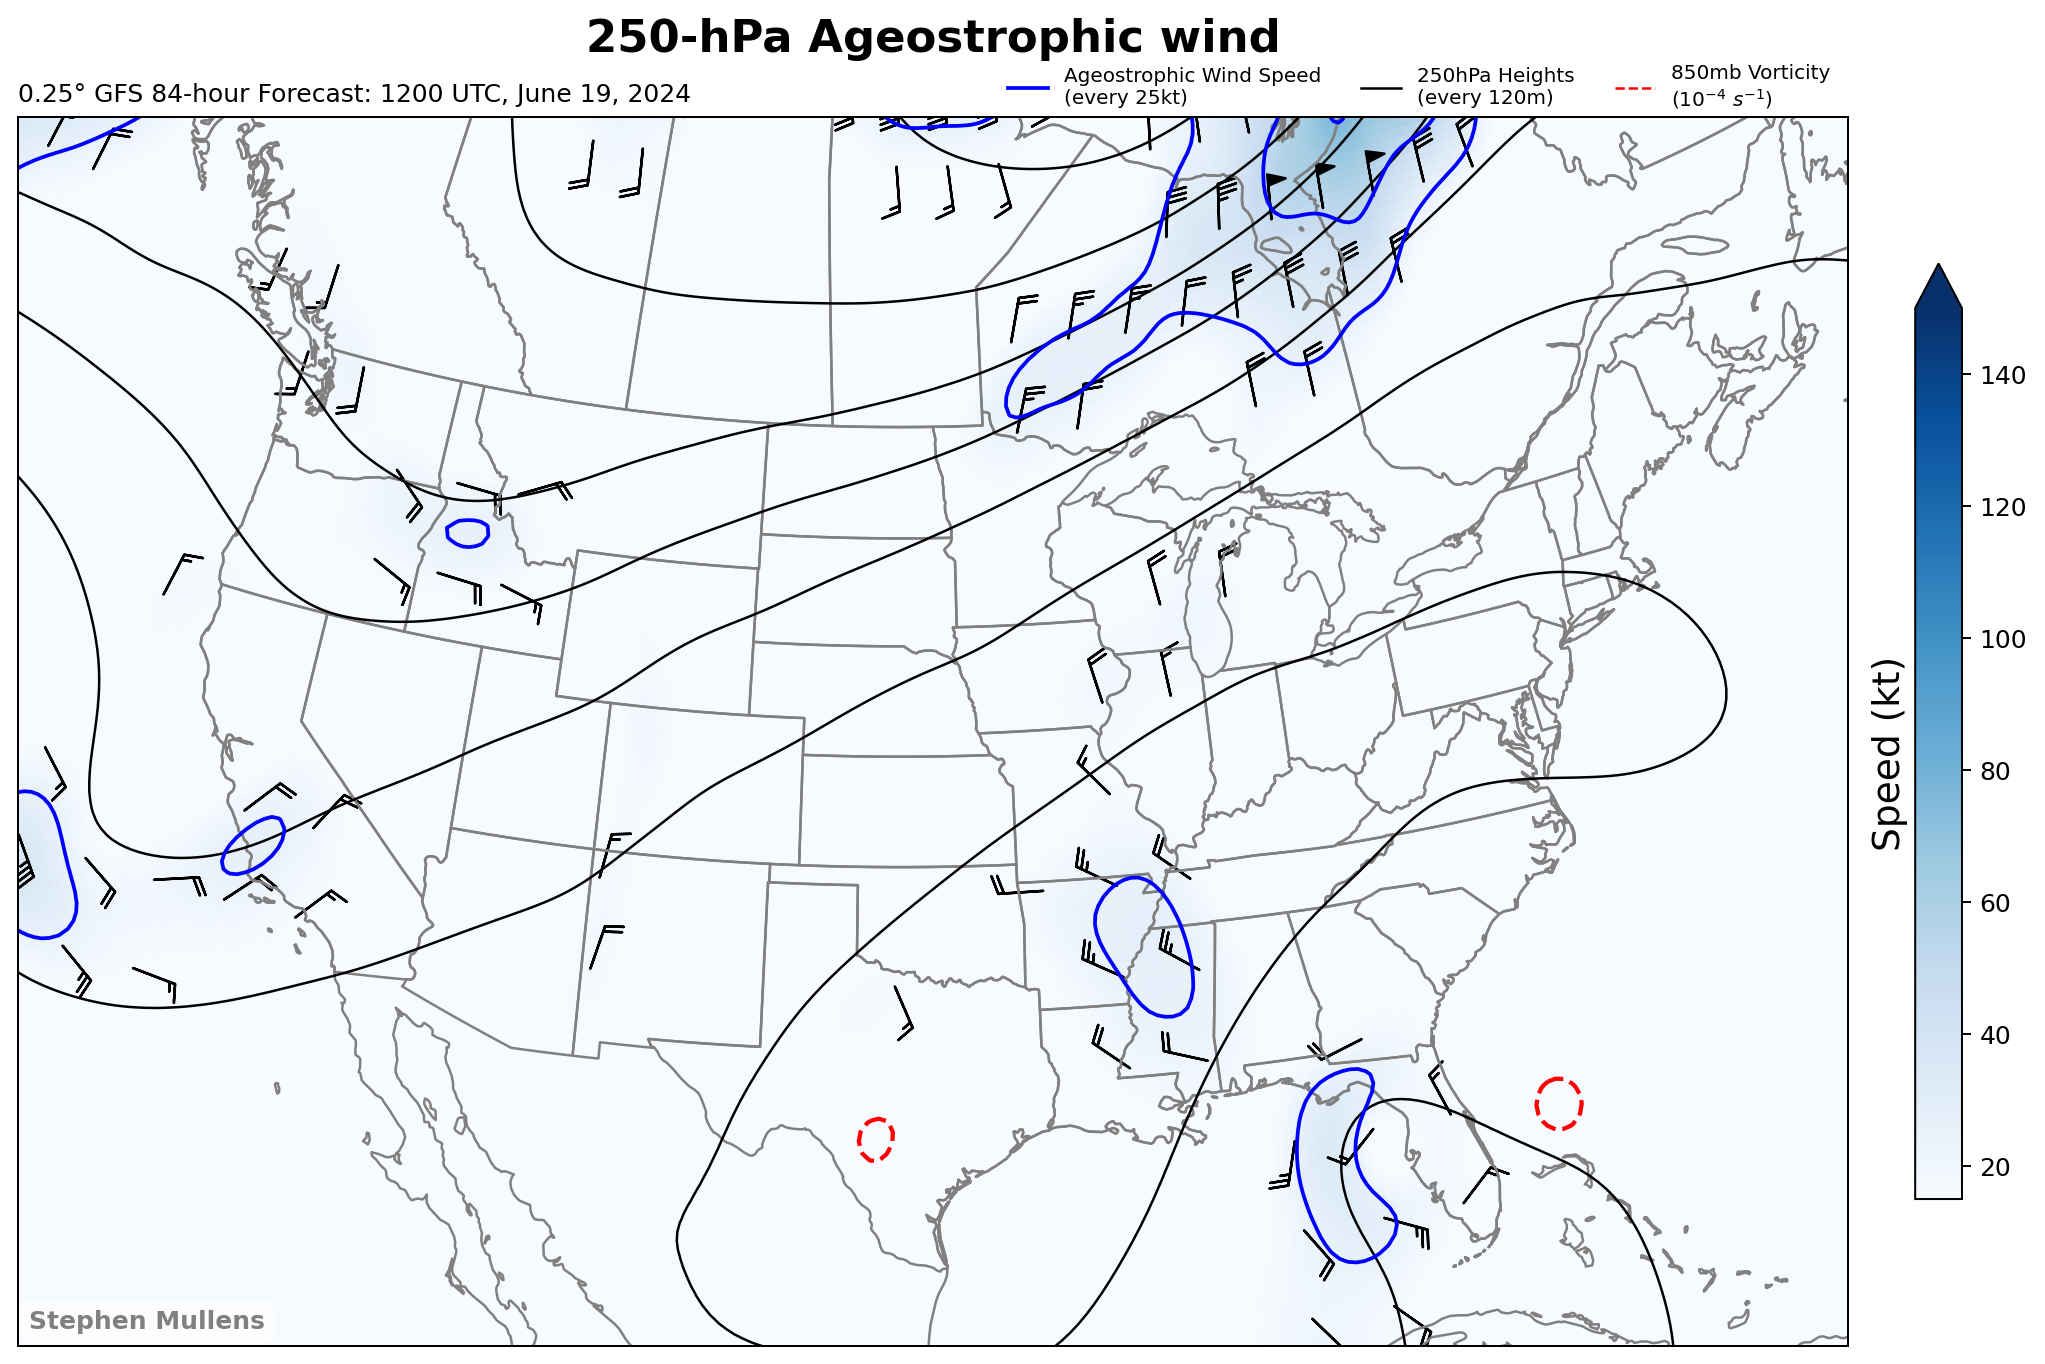 250-hPa Ageostrophic wind
0.25° GFS 84-hour Forecast: 1200 UTC, June 19, 2024
Ageostrophic Wind Speed
(every 25kt)
250hPa Heights
(every 120m)
850mb Vorticity
(10⁻⁴ s⁻¹)
140
120
100
80
60
40
20
Speed (kt)
Stephen Mullens